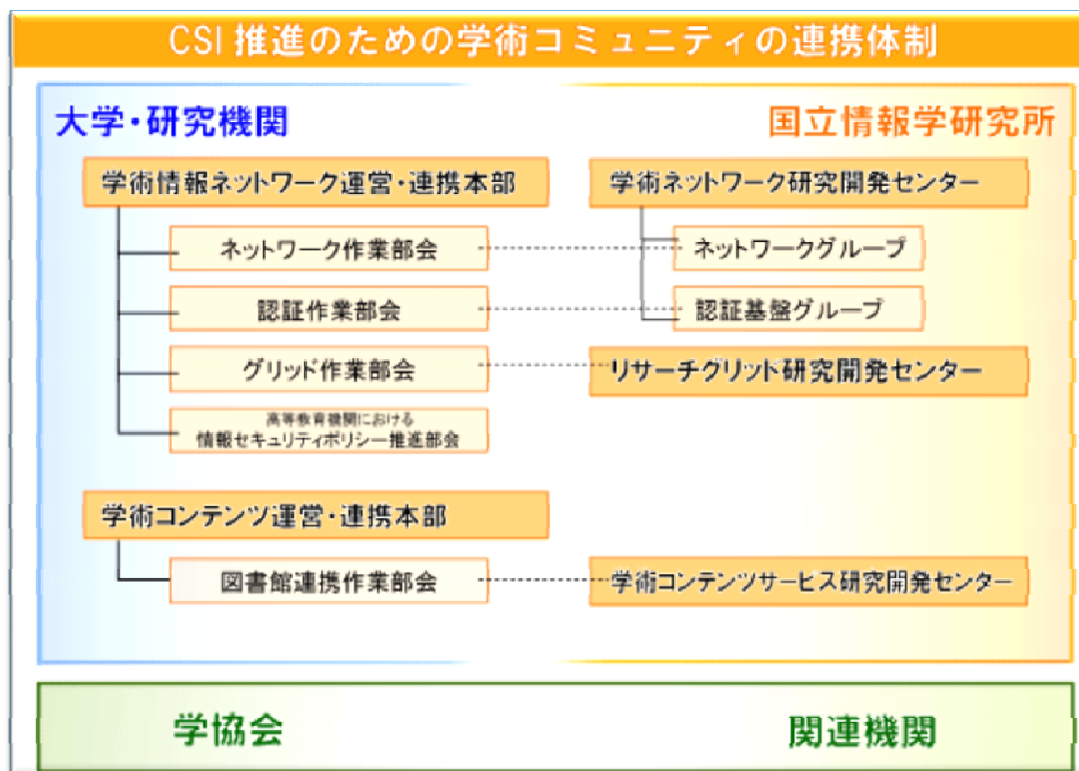 CSI 推進のための学術コミュニティの連携体制
大学・研究機関
国立情報学研究所
学術情報ネットワーク運営・連携本部
ネットワーク作業部会
認証作業部会
グリッド作業部会
高等教育機関における
情報セキュリティポリシー推進部会
学術コンテンツ運営・連携本部
図書館連携作業部会
学術ネットワーク研究開発センター
ネットワークグループ
認証基盤グループ
リサーチグリッド研究開発センター
学術コンテンツサービス研究開発センター
学協会
関連機関